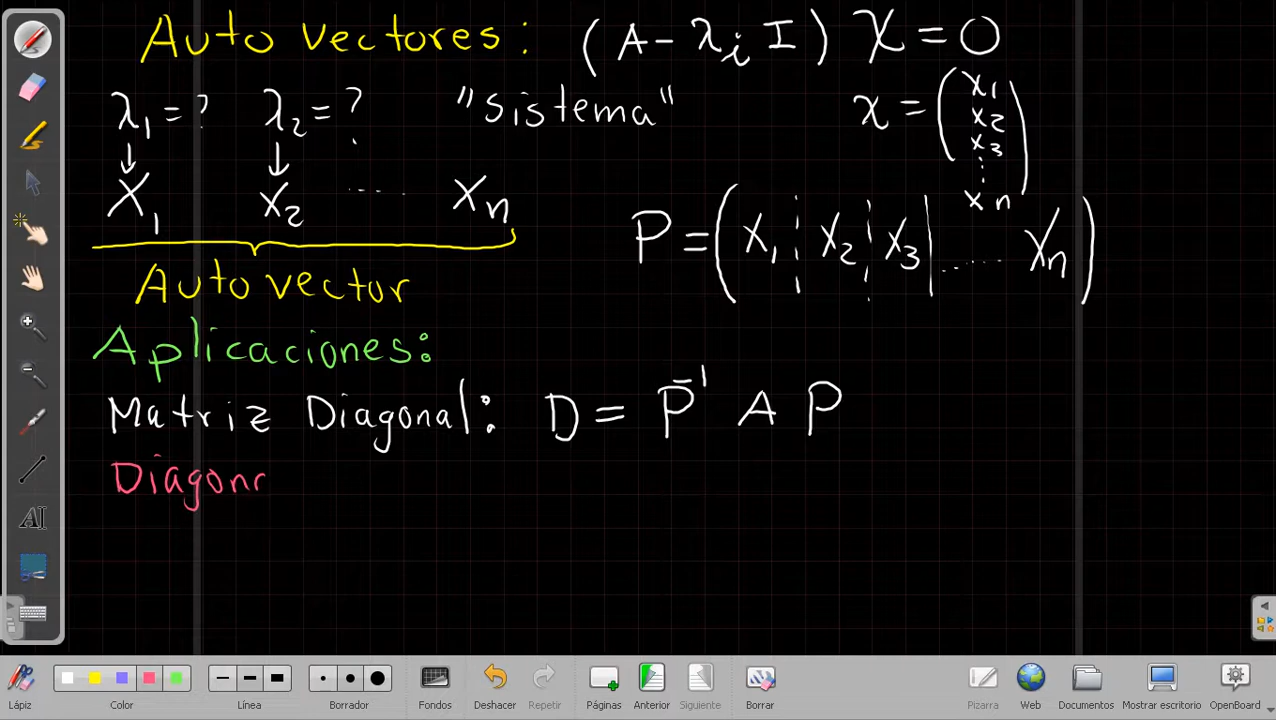 Auto vectores: (A - λi I) X = 0
λ1 = ? λ2 = ? "Sistema" x = (x1 x2 x3 ⋮ xn)
↓ ↓
X1 X2 ..... Xn
P = (X1 ¦ X2 ¦ X3 | ...... Xn)
Auto vector
Aplicaciones:
Matriz Diagonal: D = P⁻¹ A P
Diagonr
Lápiz Color Línea Borrador Fondos Deshacer Repetir Páginas Anterior Siguiente Borrar Pizarra Web Documentos Mostrar escritorio OpenBoard